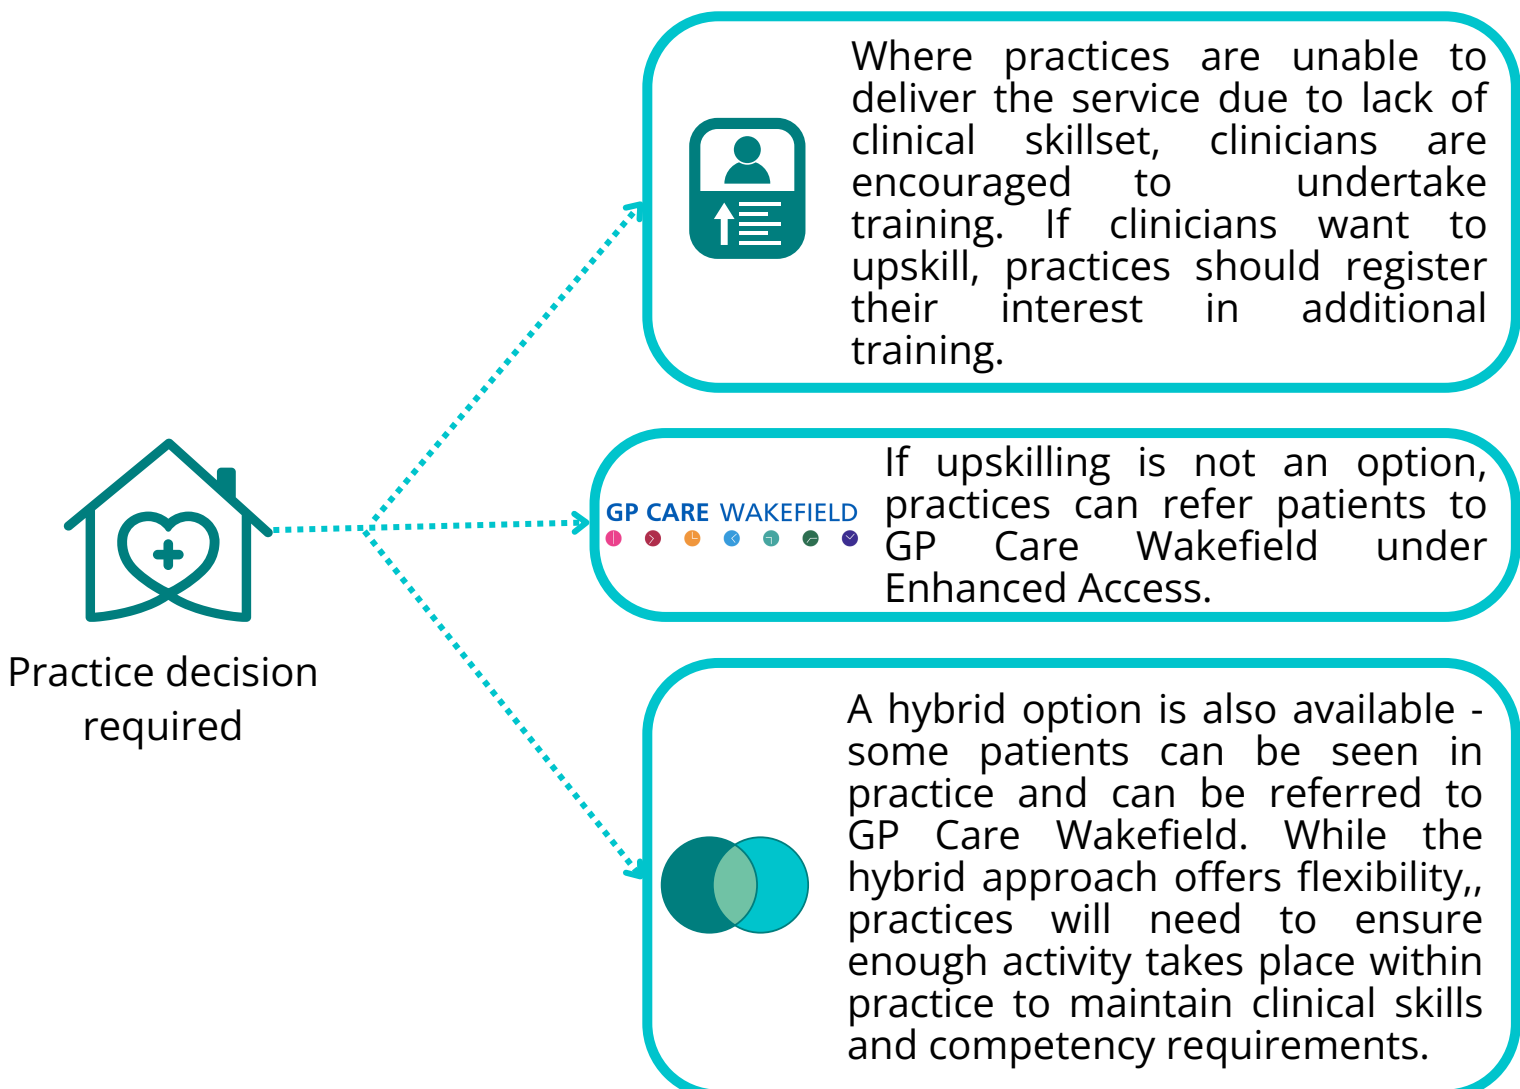 Where practices are unable to
deliver the service due to lack of
clinical skillset, clinicians are
encouraged to undertake
training. If clinicians want to
upskill, practices should register
their interest in additional
training.
GP CARE WAKEFIELD
If upskilling is not an option,
practices can refer patients to
GP Care Wakefield under
Enhanced Access.
Practice decision
required
A hybrid option is also available -
some patients can be seen in
practice and can be referred to
GP Care Wakefield. While the
hybrid approach offers flexibility,,
practices will need to ensure
enough activity takes place within
practice to maintain clinical skills
and competency requirements.